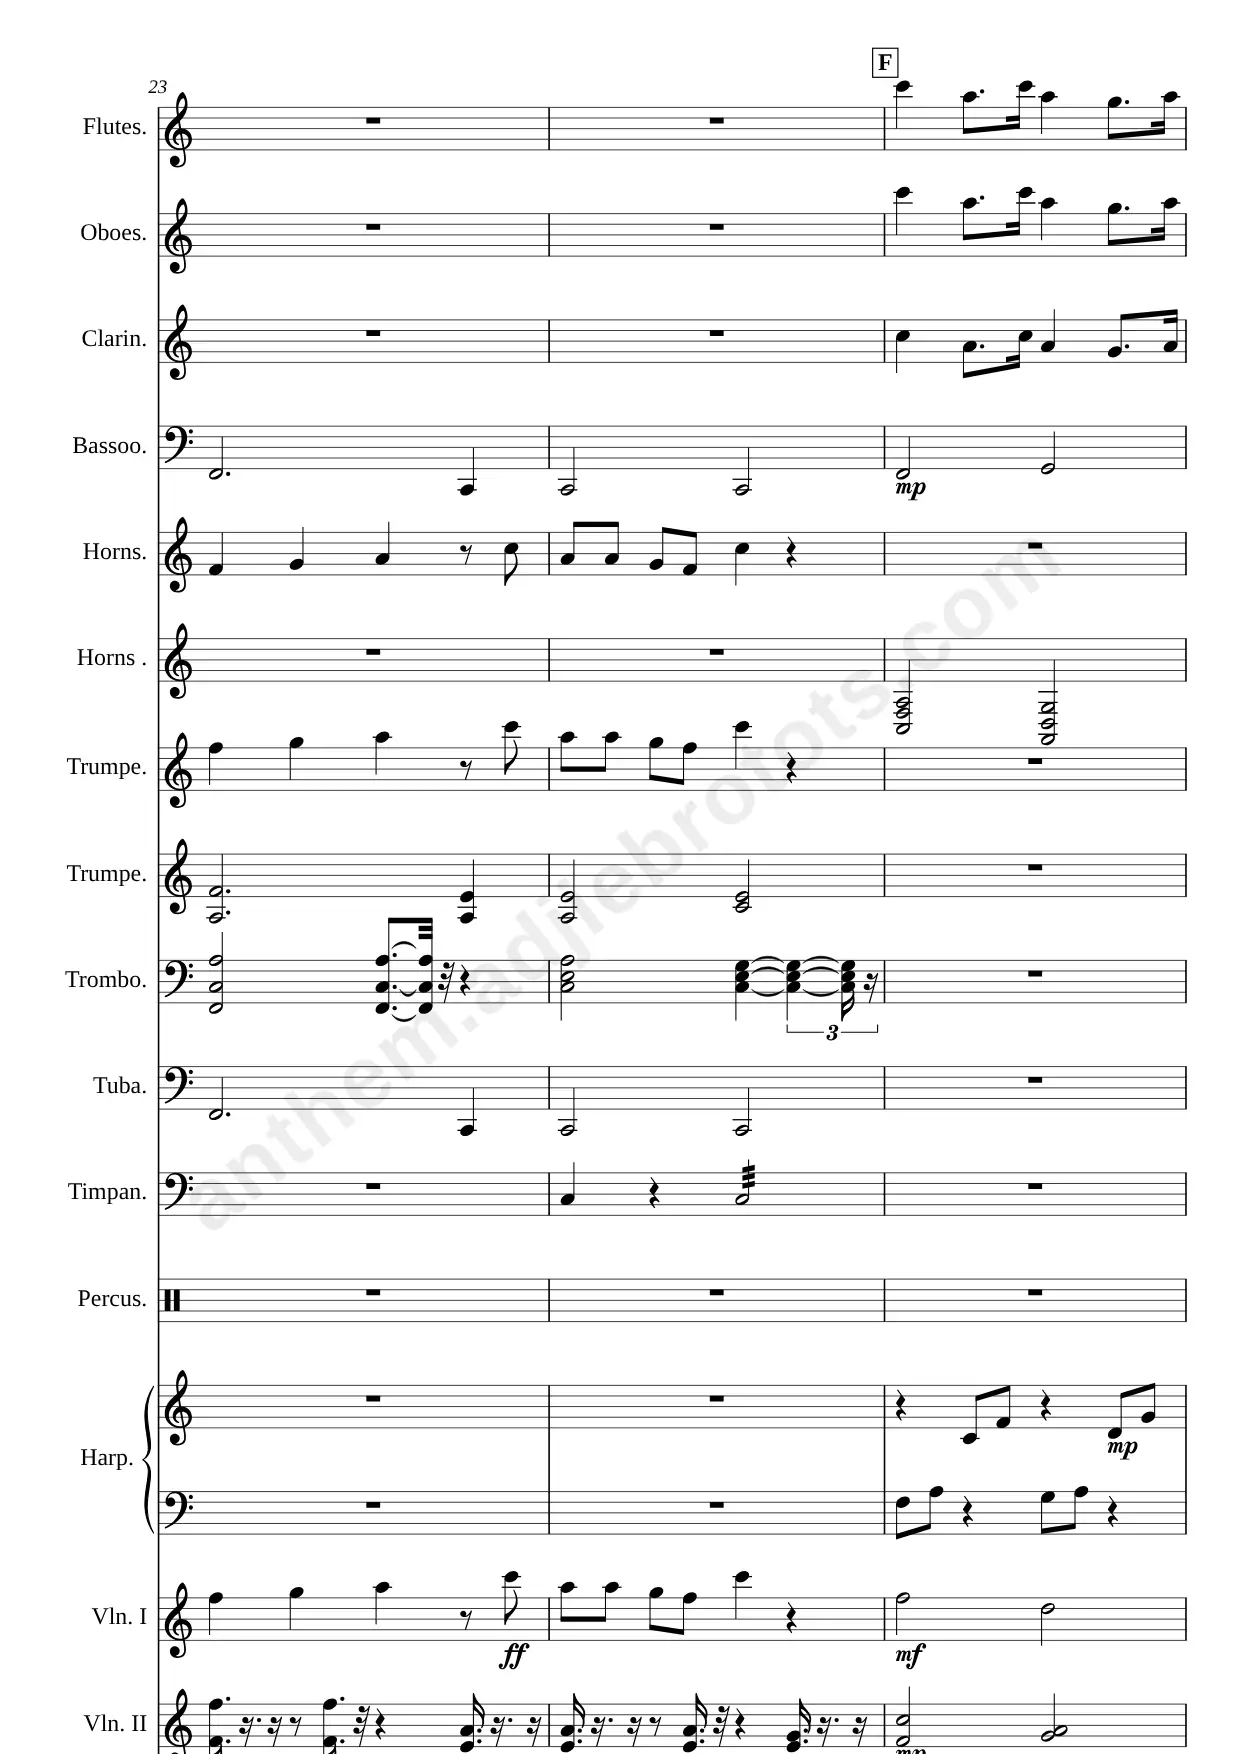 F
23
Flutes.
Oboes.
Clarin.
Bassoo.
mp
Horns.
Horns .
Trumpe.
Trumpe.
Trombo.
3
Tuba.
Timpan.
Percus.
Harp.
mp
Vln. I
ff mf
Vln. II
mp
anthem.adjiebrotots.com